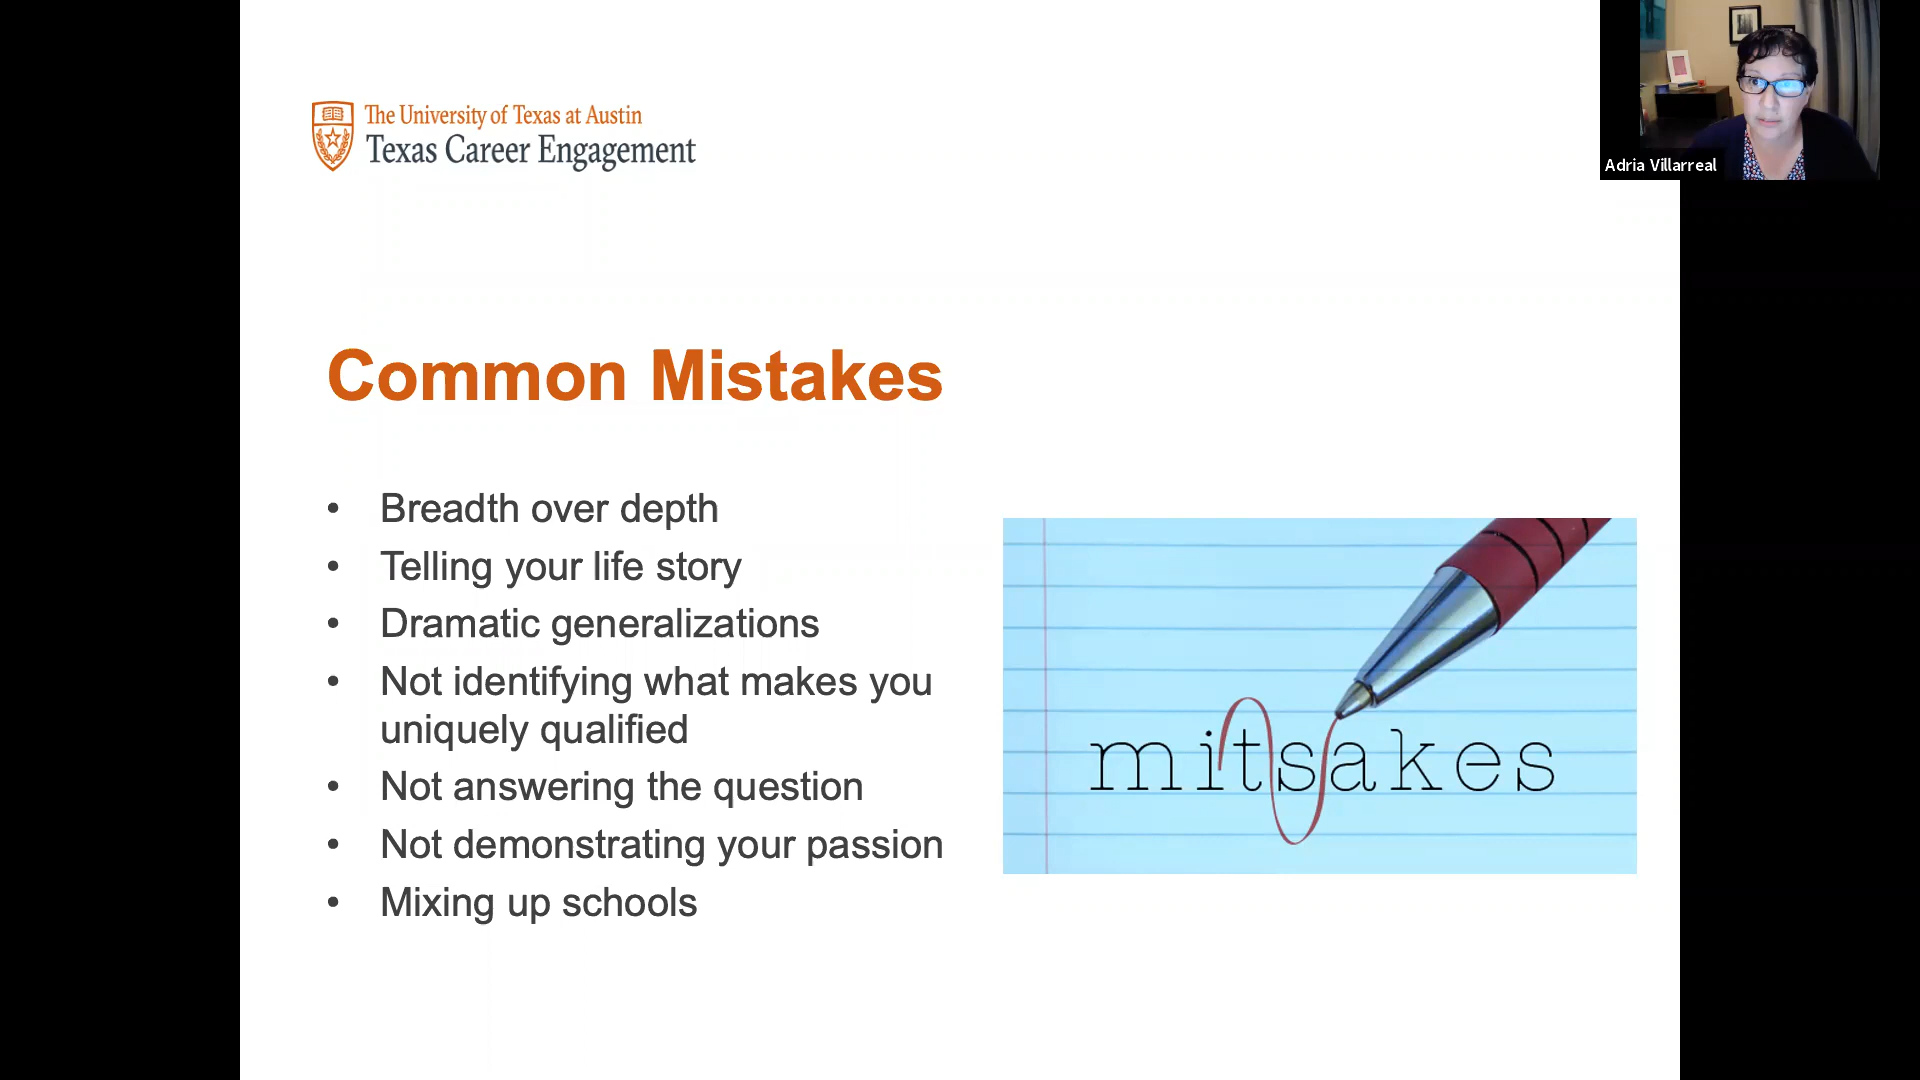 The University of Texas at Austin
Texas Career Engagement
Adria Villarreal
Common Mistakes
• Breadth over depth
• Telling your life story
• Dramatic generalizations
• Not identifying what makes you
uniquely qualified
• Not answering the question
• Not demonstrating your passion
• Mixing up schools
mitsakes